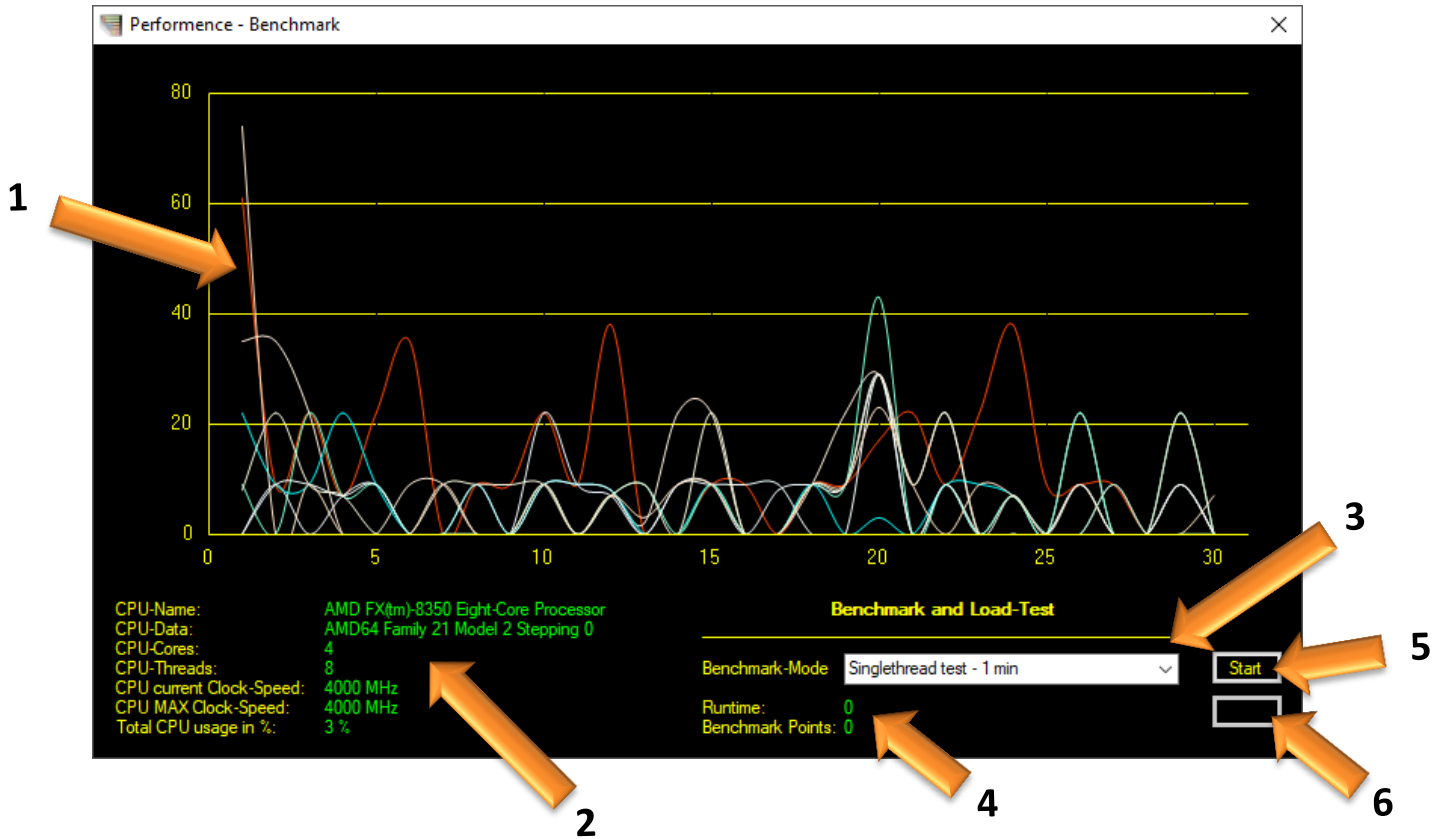 Performence - Benchmark
80
1
60
40
20
0
0 5 10 15 20 25 30
3
CPU-Name: AMD FX(tm)-8350 Eight-Core Processor
CPU-Data: AMD64 Family 21 Model 2 Stepping 0
CPU-Cores: 4
CPU-Threads: 8
CPU current Clock-Speed: 4000 MHz
CPU MAX Clock-Speed: 4000 MHz
Total CPU usage in %: 3 %
Benchmark and Load-Test
Benchmark-Mode Singlethread test - 1 min Start
5
Runtime: 0
Benchmark Points: 0
2
4
6